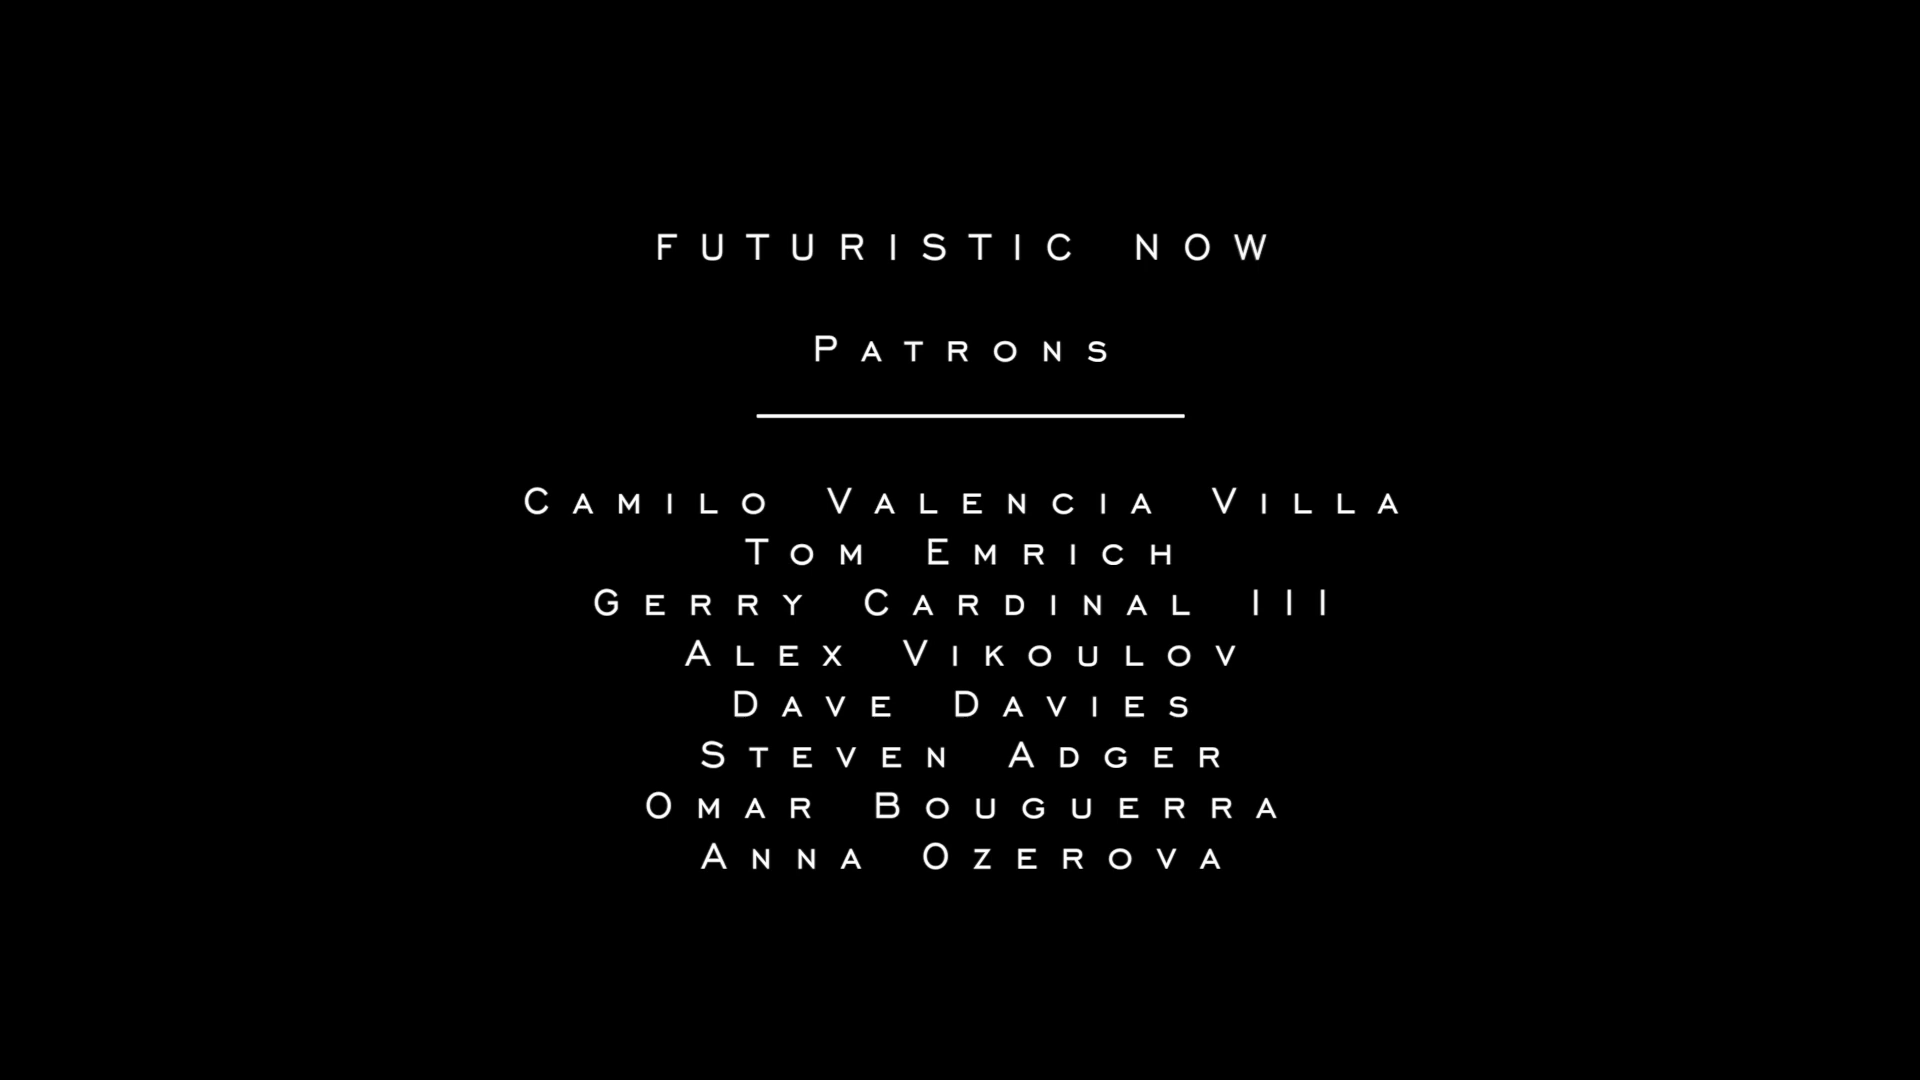 FUTURISTIC NOW
Patrons
Camilo Valencia Villa
Tom Emrich
Gerry Cardinal III
Alex Vikoulov
Dave Davies
Steven Adger
Omar Bouguerra
Anna Ozerova